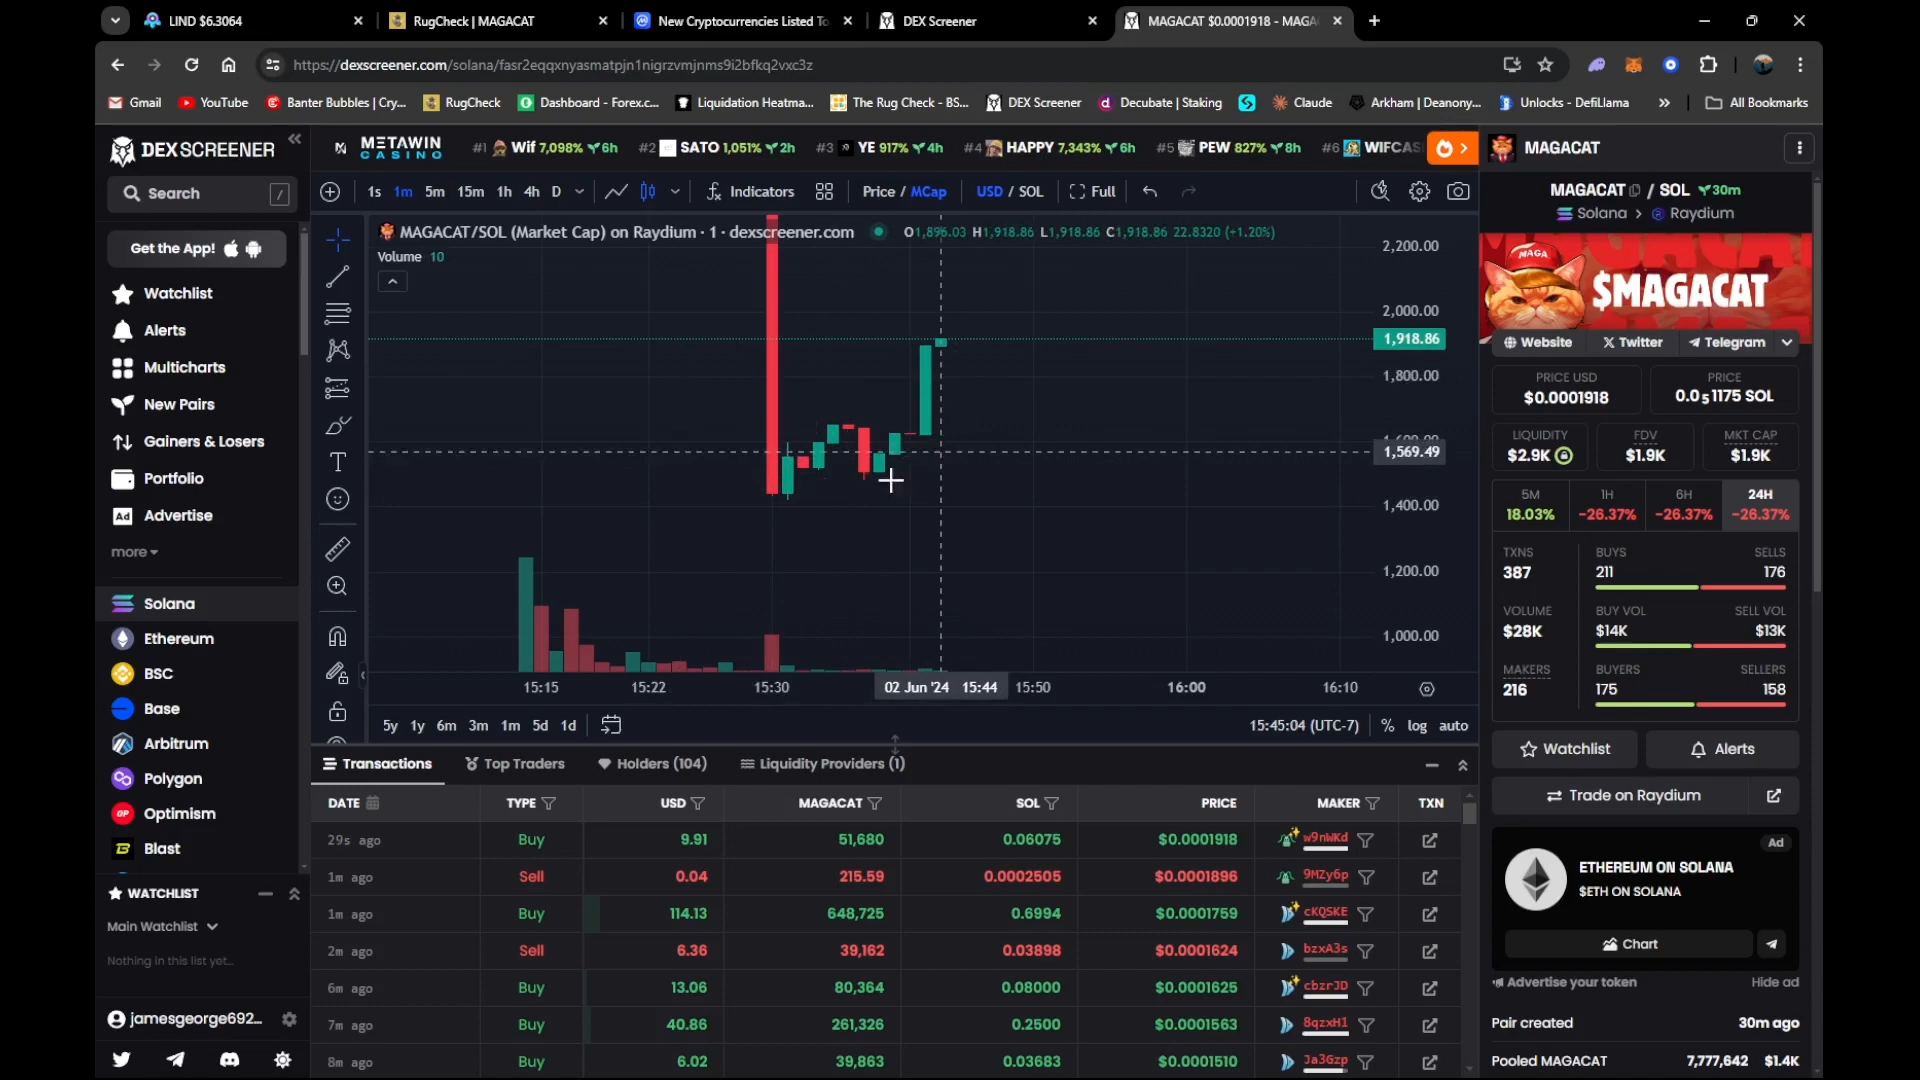 LIND $6.3064
RugCheck | MAGACAT
New Cryptocurrencies Listed To
DEX Screener
MAGACAT $0.0001918 - MAGA
https://dexscreener.com/solana/fasr2eqqxnyasmatpjn1nigrzvmjnms9i2bfkq2vxc3z
Gmail
YouTube
Banter Bubbles | Cry...
RugCheck
Dashboard - Forex.c...
Liquidation Heatma...
The Rug Check - BS...
DEX Screener
Decubate | Staking
Claude
Arkham | Deanony...
Unlocks - DefiLlama
All Bookmarks
DEXSCREENER
METAWIN CASINO
#1 Wif 7,098% 6h
#2 SATO 1,051% 2h
#3 YE 917% 4h
#4 HAPPY 7,343% 6h
#5 PEW 827% 8h
#6 WIFCAS
MAGACAT
Search /
1s 1m 5m 15m 1h 4h D
Indicators
Price / MCap
USD / SOL
Full
Get the App!
Watchlist
Alerts
Multicharts
New Pairs
Gainers & Losers
Portfolio
Ad Advertise
more
Solana
Ethereum
BSC
Base
Arbitrum
Polygon
OP Optimism
Blast
WATCHLIST
Main Watchlist
Nothing in this list yet...
jamesgeorge692...
MAGACAT/SOL (Market Cap) on Raydium · 1 · dexscreener.com
O1,896.03 H1,918.86 L1,918.86 C1,918.86 22.8320 (+1.20%)
Volume 10
2,200.00
2,000.00
1,918.86
1,800.00
1,569.49
1,400.00
1,200.00
1,000.00
15:15 15:22 15:30 02 Jun '24 15:44 15:50 16:00 16:10
5y 1y 6m 3m 1m 5d 1d
15:45:04 (UTC-7) % log auto
Transactions
Top Traders
Holders (104)
Liquidity Providers (1)
DATE TYPE USD MAGACAT SOL PRICE MAKER TXN
29s ago Buy 9.91 51,680 0.06075 $0.0001918 w9nWKd
1m ago Sell 0.04 215.59 0.0002505 $0.0001896 9MZy6p
1m ago Buy 114.13 648,725 0.6994 $0.0001759 cKQSKE
2m ago Sell 6.36 39,162 0.03898 $0.0001624 bzxA3s
6m ago Buy 13.06 80,364 0.08000 $0.0001625 cbzrJD
7m ago Buy 40.86 261,326 0.2500 $0.0001563 8qzxH1
8m ago Buy 6.02 39,863 0.03683 $0.0001510 Ja3Gzp
MAGACAT / SOL 30m
Solana > Raydium
MAGA
$MAGACAT
Website
Twitter
Telegram
PRICE USD
$0.0001918
PRICE
0.0₅1175 SOL
LIQUIDITY
$2.9K
FDV
$1.9K
MKT CAP
$1.9K
5M
18.03%
1H
-26.37%
6H
-26.37%
24H
-26.37%
TXNS
387
BUYS
211
SELLS
176
VOLUME
$28K
BUY VOL
$14K
SELL VOL
$13K
MAKERS
216
BUYERS
175
SELLERS
158
Watchlist
Alerts
Trade on Raydium
Ad
ETHEREUM ON SOLANA
$ETH ON SOLANA
Chart
Advertise your token
Hide ad
Pair created 30m ago
Pooled MAGACAT 7,777,642 $1.4K